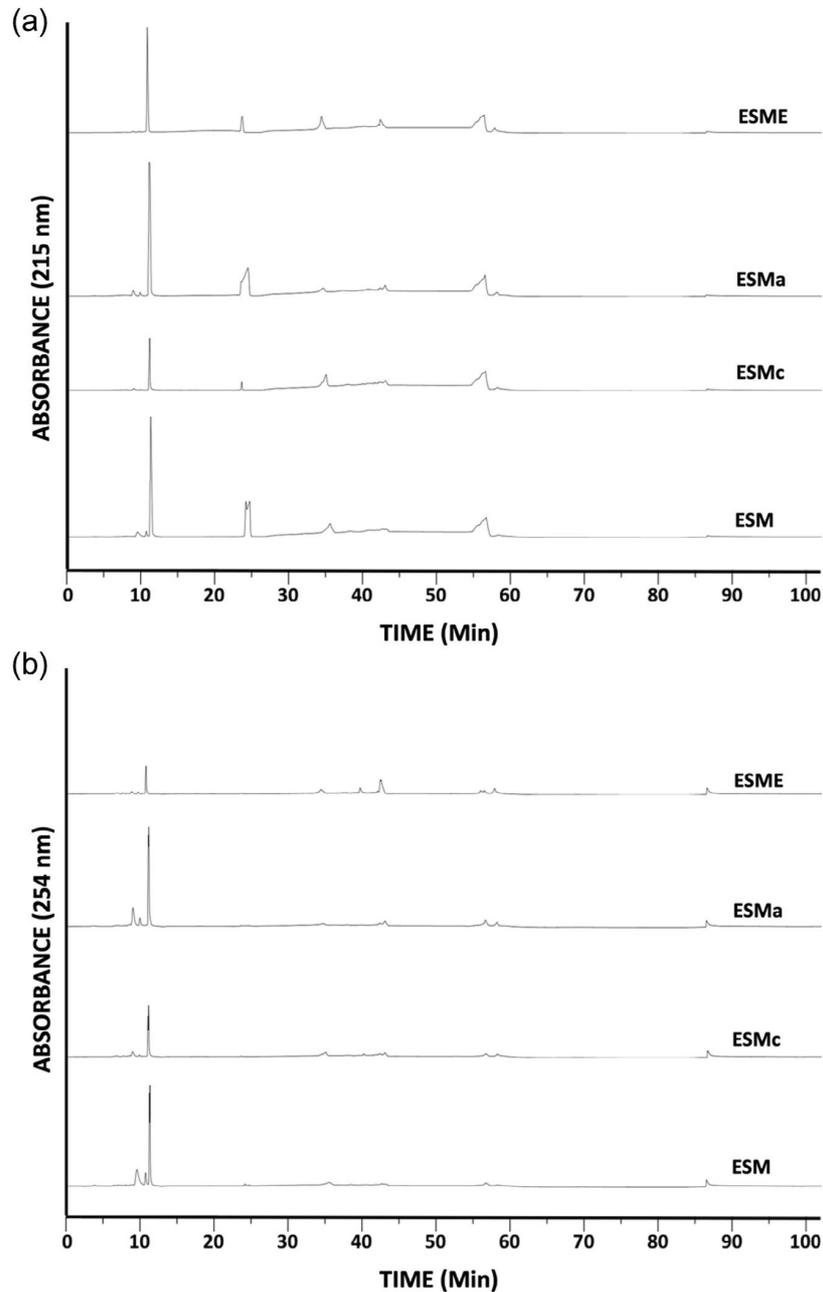 (a)
ABSORBANCE (215 nm)
ESME
ESMa
ESMc
ESM
0 10 20 30 40 50 60 70 80 90 100
TIME (Min)
(b)
ABSORBANCE (254 nm)
ESME
ESMa
ESMc
ESM
0 10 20 30 40 50 60 70 80 90 100
TIME (Min)